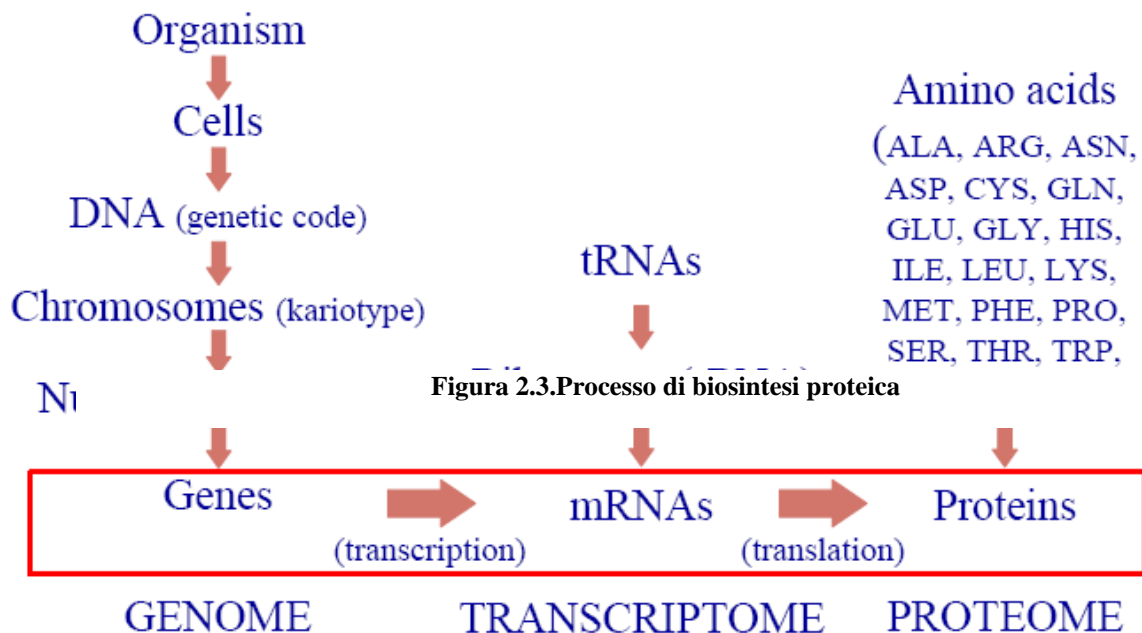 Organism
Cells
DNA (genetic code)
Chromosomes (kariotype)
tRNAs
Amino acids
(ALA, ARG, ASN,
ASP, CYS, GLN,
GLU, GLY, HIS,
ILE, LEU, LYS,
MET, PHE, PRO,
SER, THR, TRP,
Figura 2.3.Processo di biosintesi proteica
Genes
(transcription)
mRNAs
(translation)
Proteins
GENOME
TRANSCRIPTOME
PROTEOME